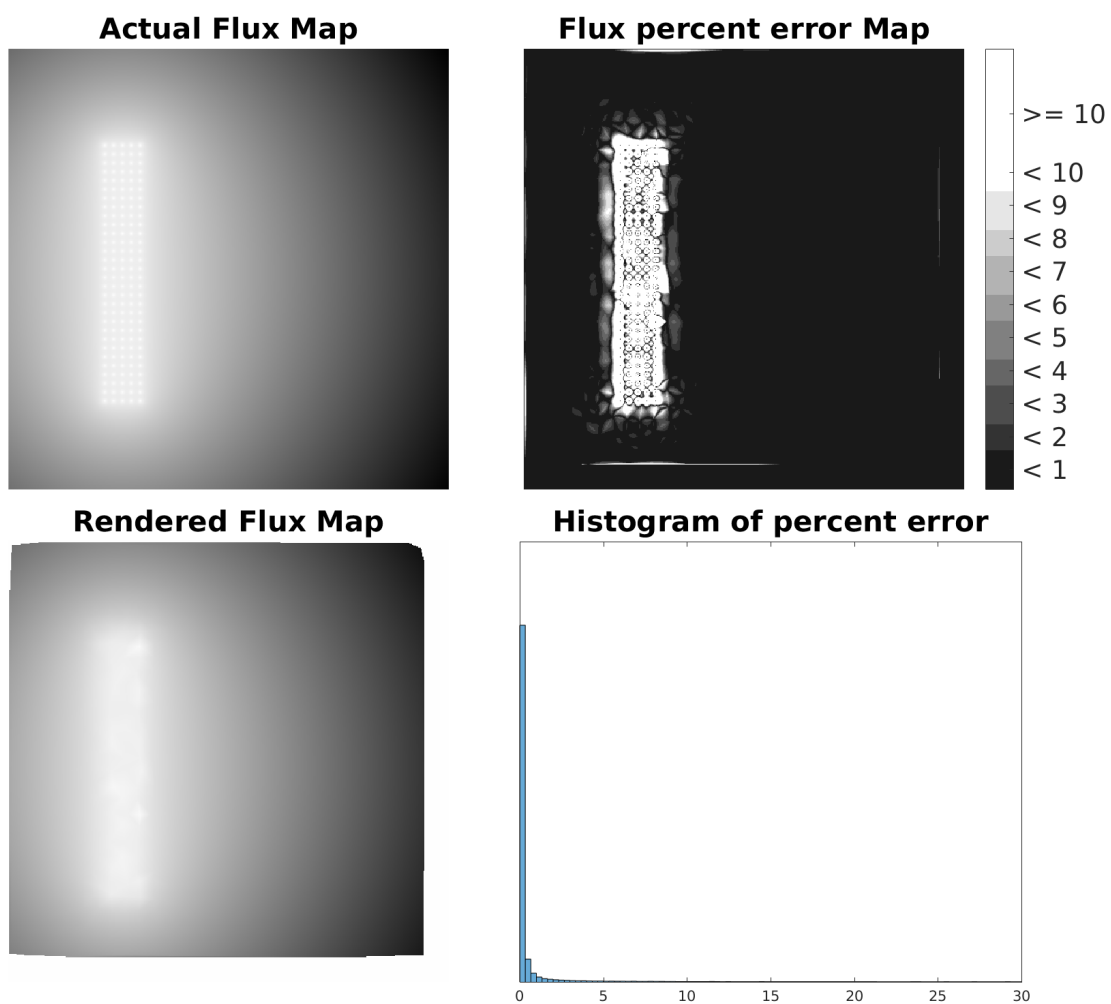 Actual Flux Map
Flux percent error Map
>= 10
< 10
< 9
< 8
< 7
< 6
< 5
< 4
< 3
< 2
< 1
Rendered Flux Map
Histogram of percent error
0 5 10 15 20 25 30